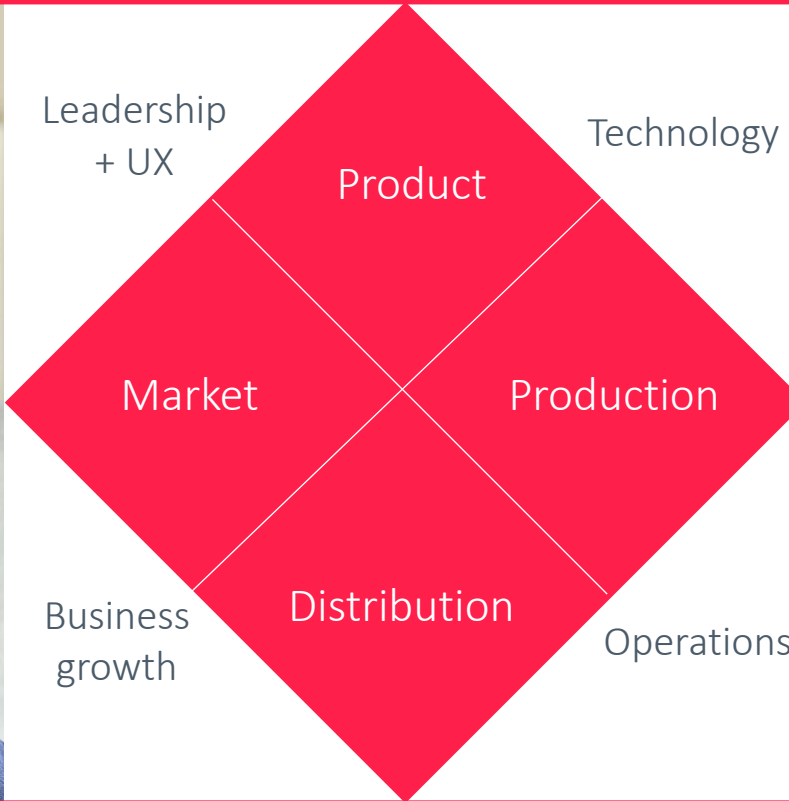 Leadership
+ UX
Technology
Product
Market
Production
Distribution
Business
growth
Operations